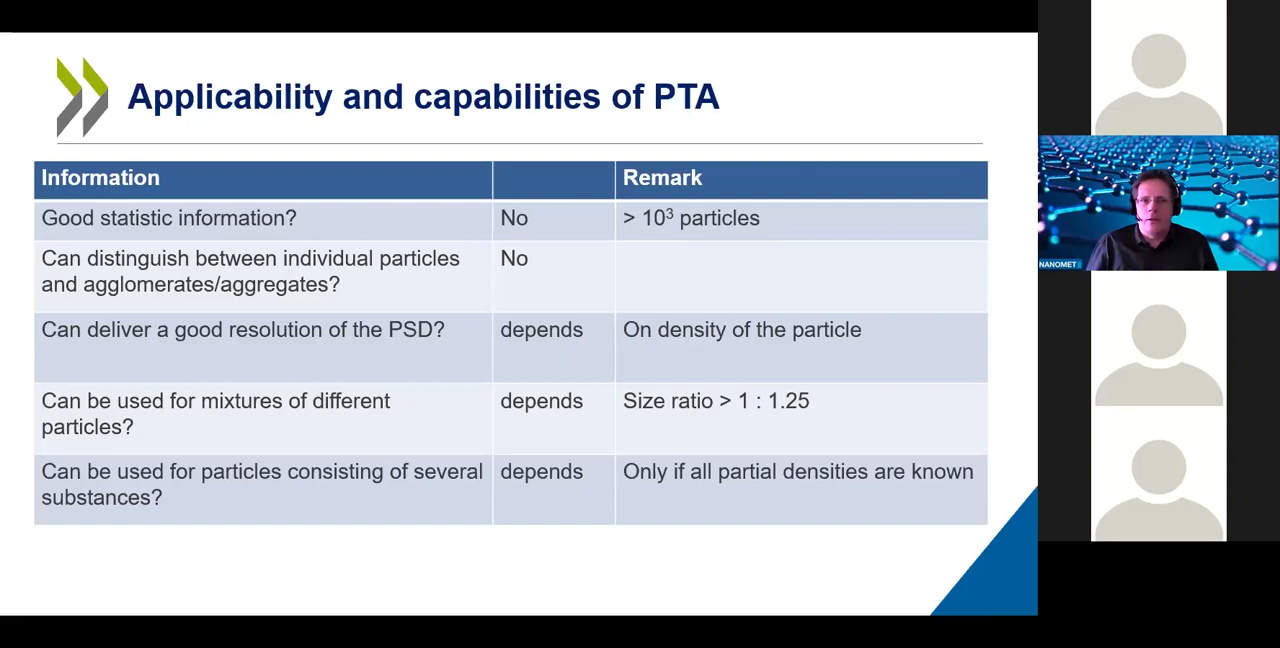 Applicability and capabilities of PTA
Information
Remark
Good statistic information?
No
> 10³ particles
Can distinguish between individual particles
and agglomerates/aggregates?
No
Can deliver a good resolution of the PSD?
depends
On density of the particle
Can be used for mixtures of different
particles?
depends
Size ratio > 1 : 1.25
Can be used for particles consisting of several
substances?
depends
Only if all partial densities are known
NANOMET